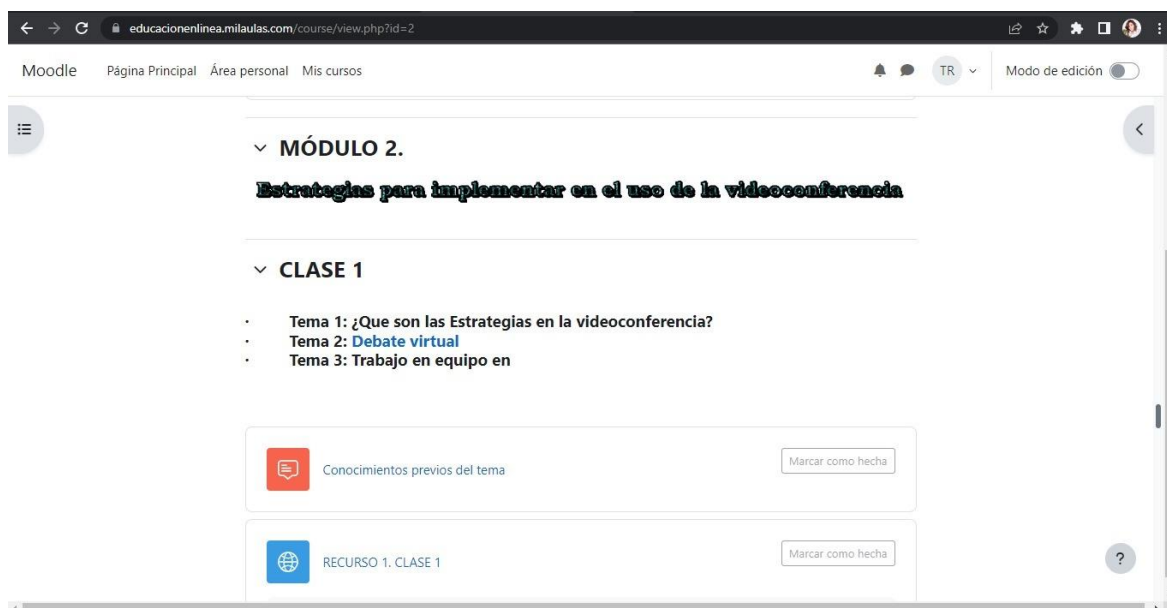 educacionenlinea.milaulas.com/course/view.php?id=2
Moodle Página Principal Área personal Mis cursos TR Modo de edición
MÓDULO 2.
Estrategias para implementar en el uso de la videoconferencia
CLASE 1
· Tema 1: ¿Que son las Estrategias en la videoconferencia?
· Tema 2: Debate virtual
· Tema 3: Trabajo en equipo en
Conocimientos previos del tema Marcar como hecha
RECURSO 1. CLASE 1 Marcar como hecha
?